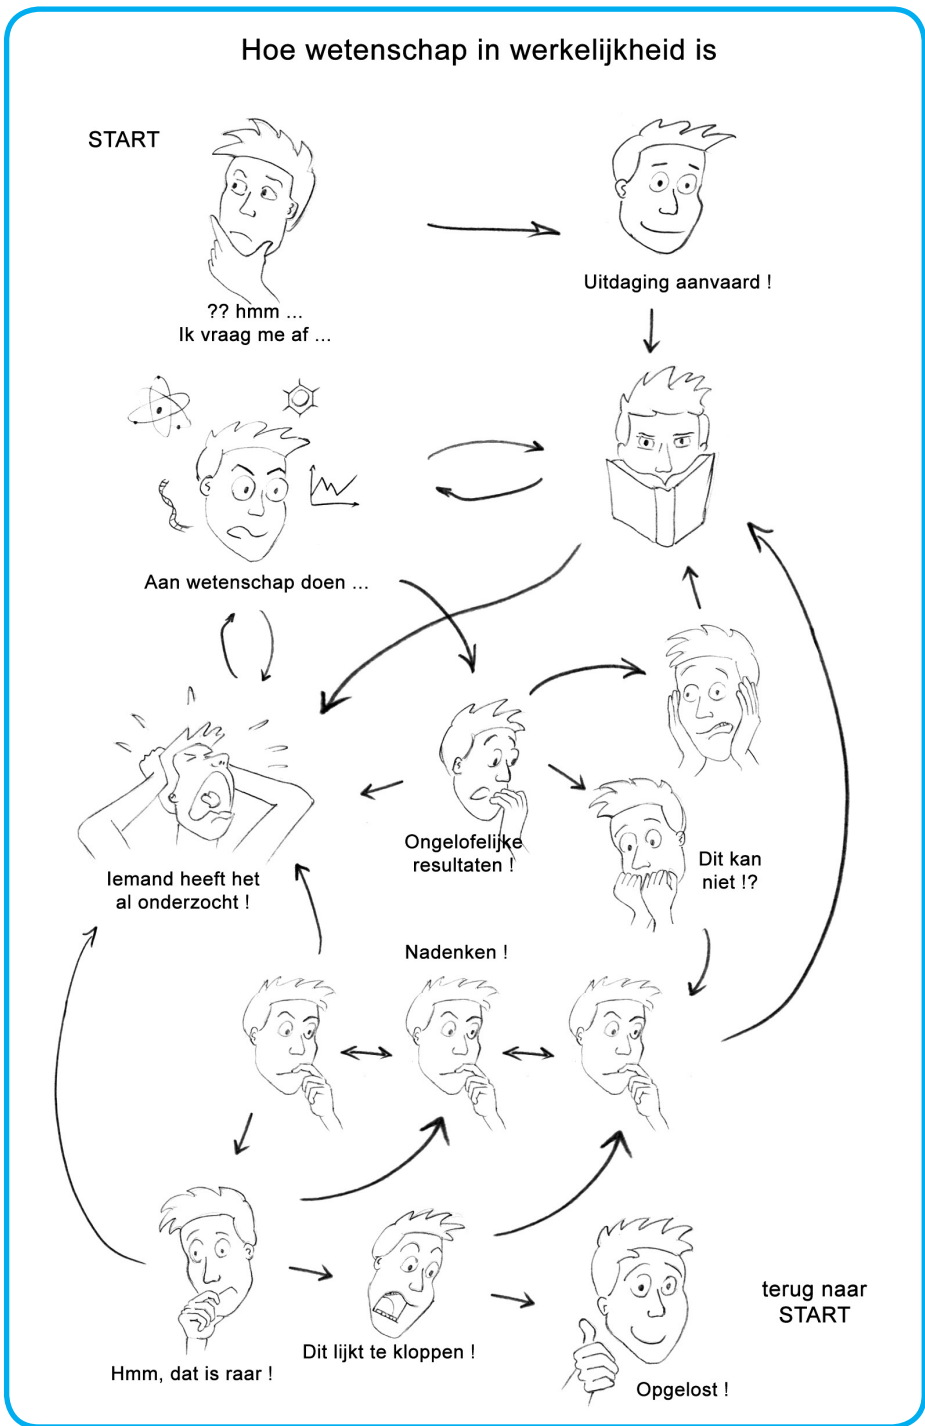 Hoe wetenschap in werkelijkheid is
START
?? hmm ...
Ik vraag me af ...
Uitdaging aanvaard !
Aan wetenschap doen ...
Ongelofelijke
resultaten !
Dit kan
niet !?
Iemand heeft het
al onderzocht !
Nadenken !
Hmm, dat is raar !
Dit lijkt te kloppen !
Opgelost !
terug naar
START